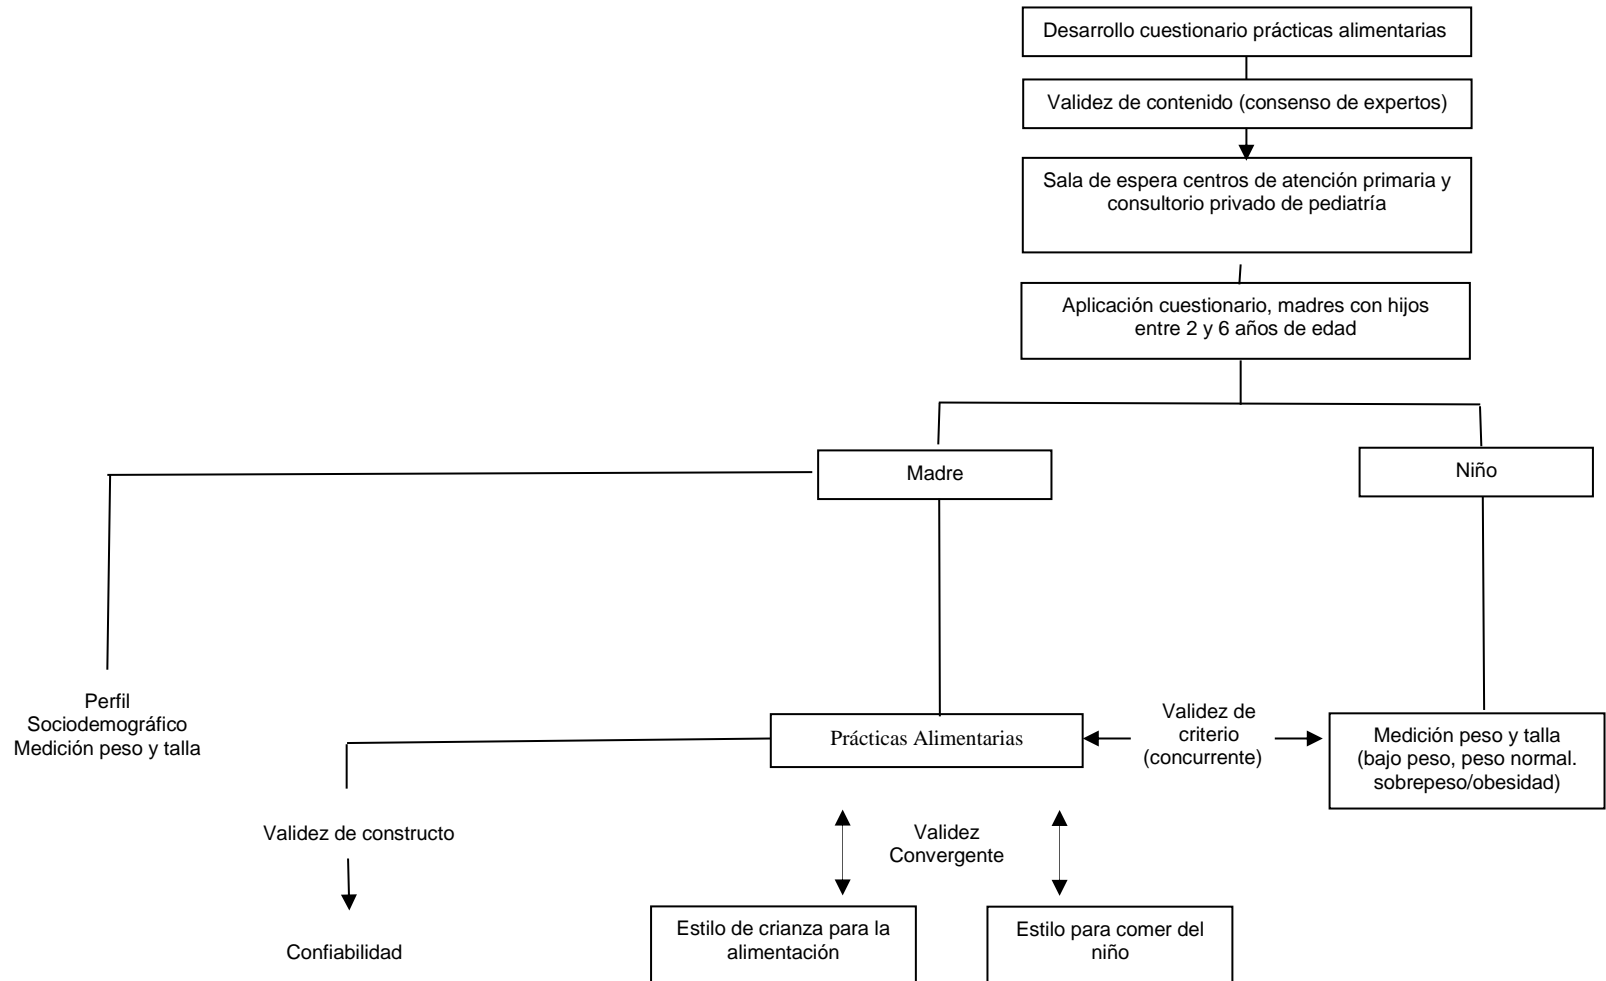 Desarrollo cuestionario prácticas alimentarias
Validez de contenido (consenso de expertos)
Sala de espera centros de atención primaria y
consultorio privado de pediatría
Aplicación cuestionario, madres con hijos
entre 2 y 6 años de edad
Madre
Niño
Perfil
Sociodemográfico
Medición peso y talla
Prácticas Alimentarias
Validez de
criterio
(concurrente)
Medición peso y talla
(bajo peso, peso normal.
sobrepeso/obesidad)
Validez de constructo
Validez
Convergente
Confiabilidad
Estilo de crianza para la
alimentación
Estilo para comer del
niño